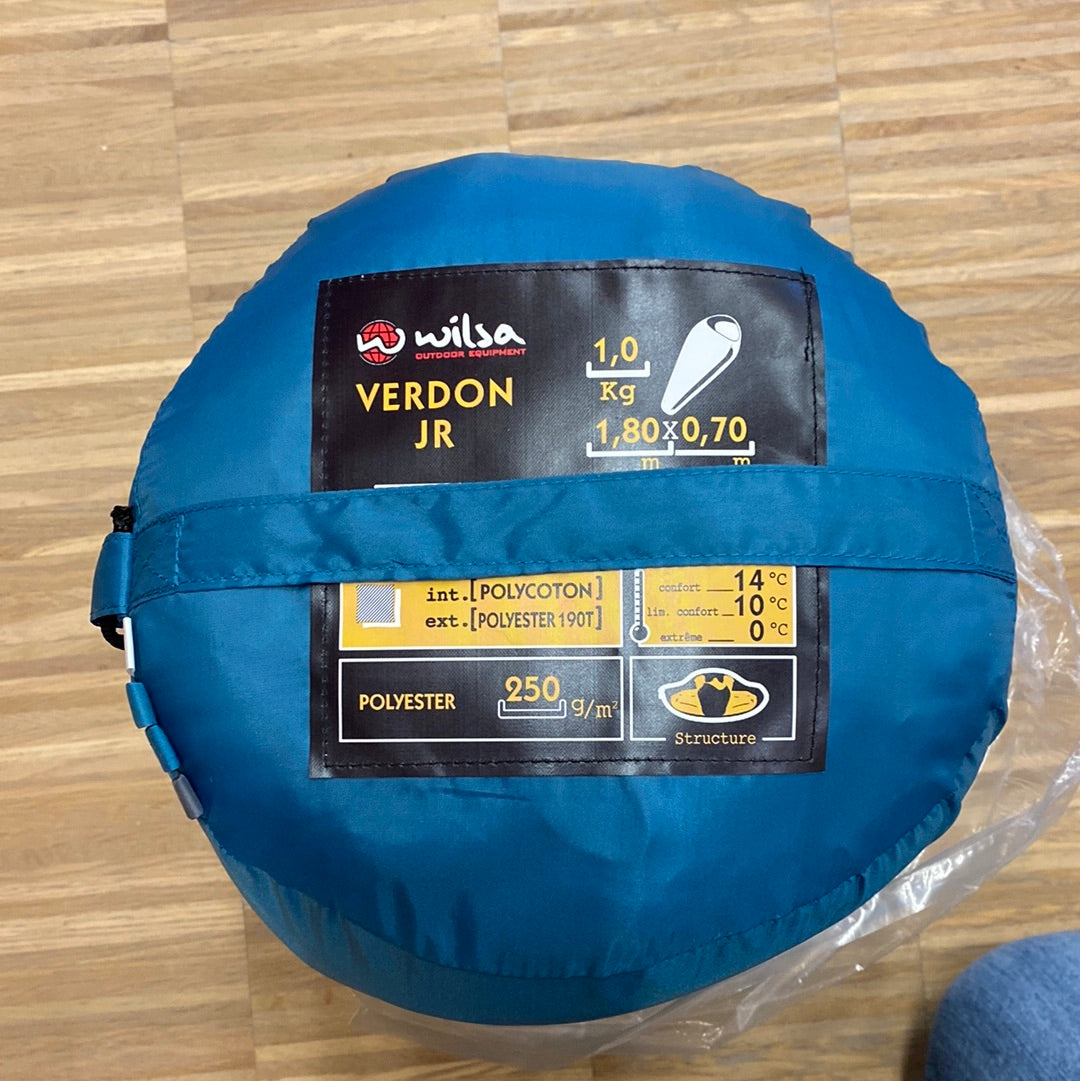 wilsa
OUTDOOR EQUIPMENT
VERDON
JR
1,0
Kg
1,80 x 0,70
m m
int.[POLYCOTON]
ext.[POLYESTER 190T]
confort 14 °C
lim. confort 10 °C
extrême 0 °C
POLYESTER 250 g/m²
Structure